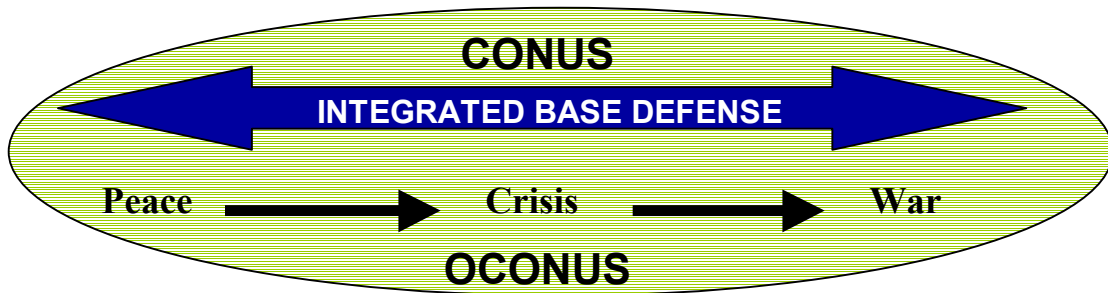 CONUS
INTEGRATED BASE DEFENSE
Peace Crisis War
OCONUS